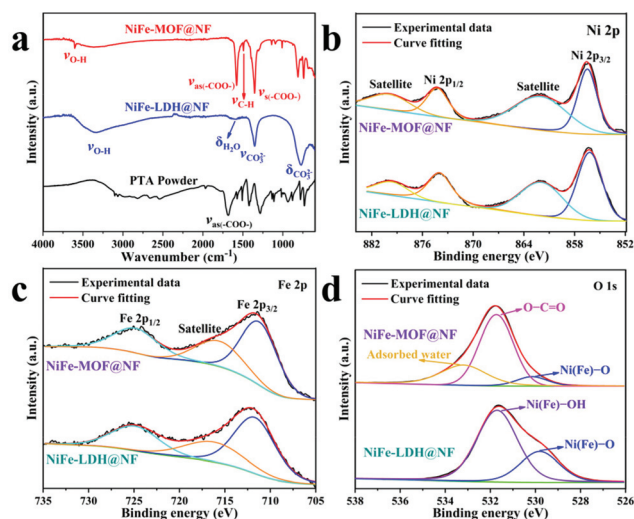 a
NiFe-MOF@NF
νO-H
νas(-COO-)
νC-H
νs(-COO-)
NiFe-LDH@NF
νO-H
δH2O
νCO3²⁻
δCO3²⁻
PTA Powder
νas(-COO-)
Intensity (a.u.)
4000 3500 3000 2500 2000 1500 1000
Wavenumber (cm⁻¹)
b
Experimental data
Curve fitting
Ni 2p
Ni 2p3/2
Satellite
Ni 2p1/2
Satellite
NiFe-MOF@NF
NiFe-LDH@NF
Intensity (a.u.)
882 876 870 864 858 852
Binding energy (eV)
c
Experimental data
Curve fitting
Fe 2p
Fe 2p1/2
Satellite
Fe 2p3/2
NiFe-MOF@NF
NiFe-LDH@NF
Intensity (a.u.)
735 730 725 720 715 710 705
Binding energy (eV)
d
Experimental data
Curve fitting
O 1s
O–C=O
NiFe-MOF@NF
Adsorbed water
Ni(Fe)–O
Ni(Fe)–OH
Ni(Fe)–O
NiFe-LDH@NF
Intensity (a.u.)
538 536 534 532 530 528 526
Binding energy (eV)